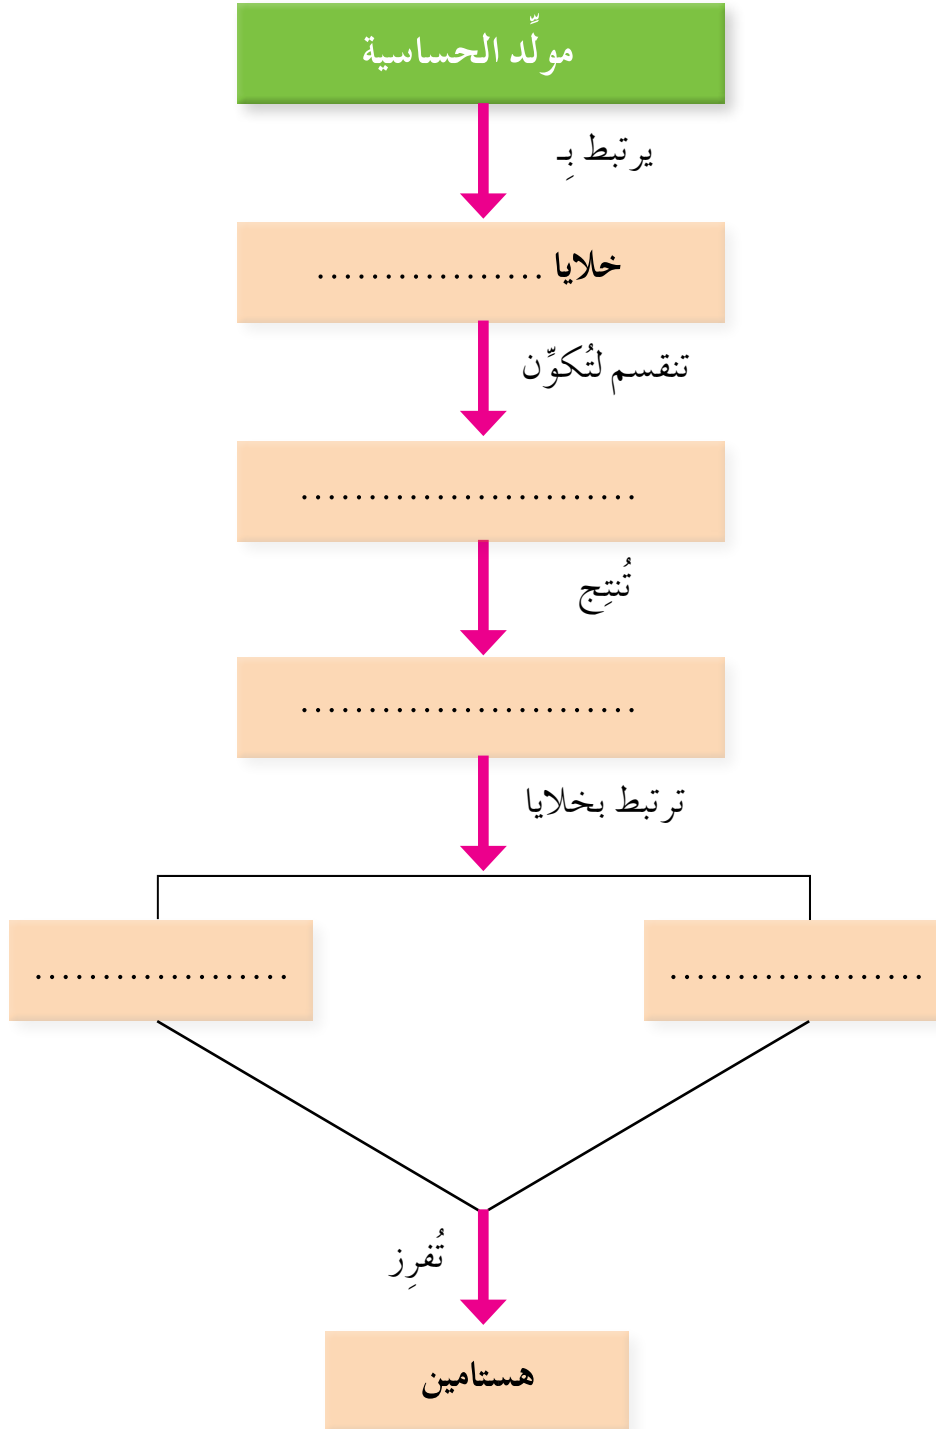 مولِّد الحساسية
يرتبط بِـ
خلايا .................
تنقسم لتُكوِّن
.........................
تُنتِج
.........................
ترتبط بخلايا
................... ...................
تُفرِز
هستامين